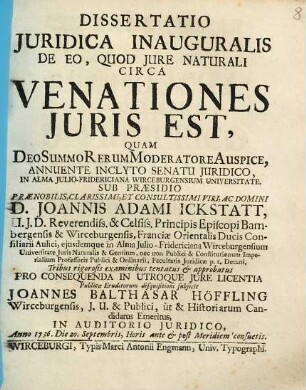 8
DISSERTATIO
JURIDICA INAUGURALIS
DE EO, QUOD JURE NATURALI
CIRCA
VENATIONES
JURIS EST,
QUAM
DEO SUMMO RERUM MODERATORE AUSPICE,
ANNUENTE INCLYTO SENATU JURIDICO,
IN ALMA JULIO-FRIDERICIANA WIRCEBURGENSIUM UNIVERSITATE,
SUB PRÆSIDIO
PRÆNOBILIS, CLARISSIMI, ET CONSULTISSIMI VIRI, AC DOMINI
D. JOANNIS ADAMI ICKSTATT,
I.J. D. Reverendiss. & Celsiss. Principis Episcopi Bam-
bergensis & Wirceburgensis, Franciæ Orientalis Ducis Con-
siliarii Aulici, ejusdemque in Alma Julio-Fridericiana Wirceburgensium
Universitate Juris Naturalis & Gentium, nec non Publici & Constitutionum Impe-
rialium Professoris Publici & Ordinarii, Facultatis Juridicæ p. t. Decani,
Tribus rigorosis examinibus tentatus & approbatus
PRO CONSEQUENDA IN UTROQUE JURE LICENTIA
Publicæ Eruditorum disquisitioni subjicit
JOANNES BALTHASAR HÖFFLING
Wirceburgensis, J. U. & Publici, út & Historiarum Can-
didatus Emeritus,
IN AUDITORIO JURIDICO,
Anno 1736. Die 20. Septembris, Horis ante & post Meridiem consuetis.
WIRCEBURGI, Typis Marci Antonii Engmann, Univ. Typographi.